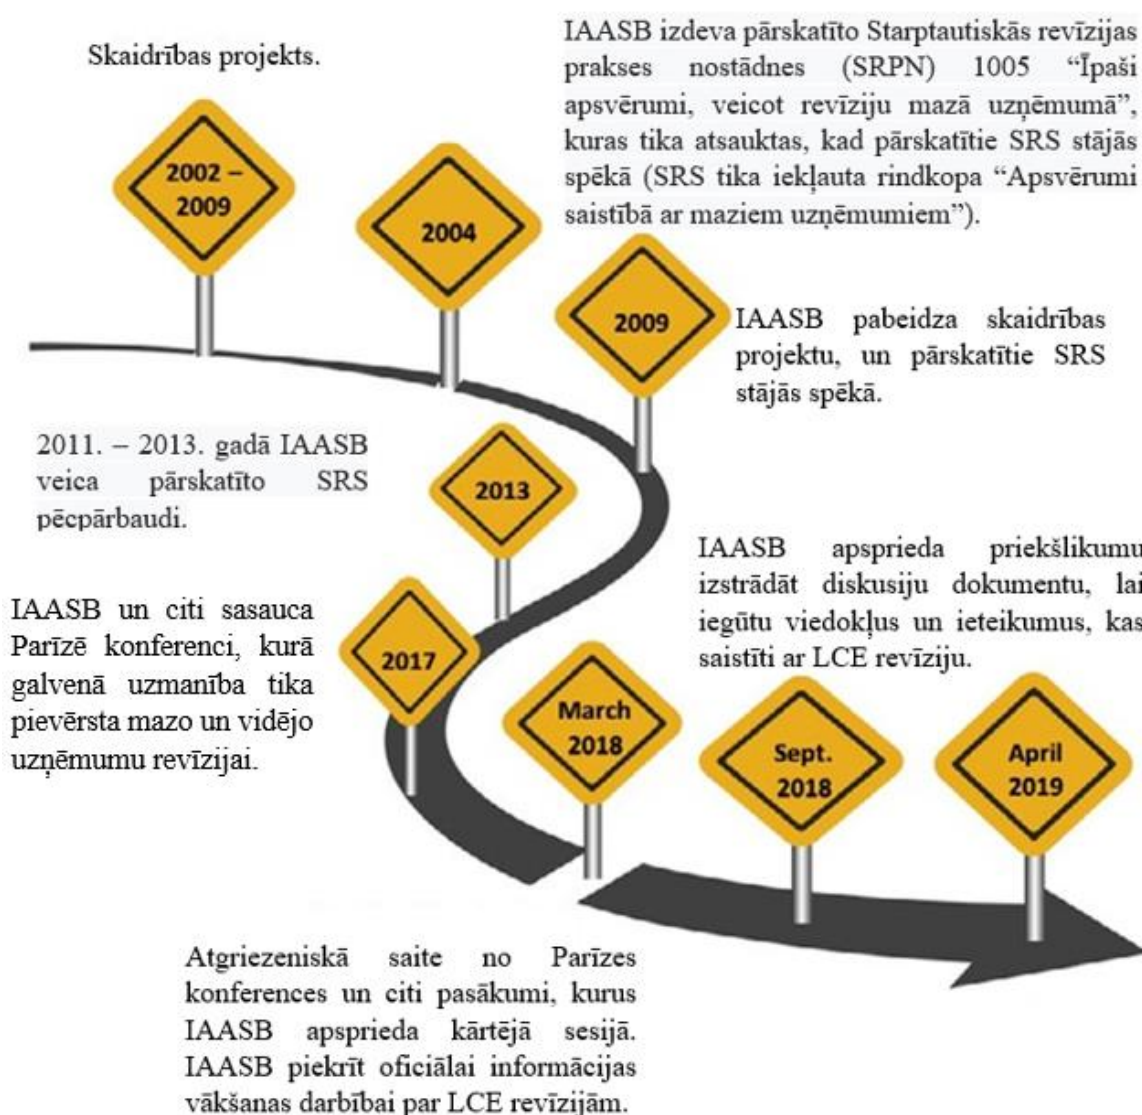 Skaidrības projekts.
2002 –
2009
IAASB izdeva pārskatīto Starptautiskās revīzijas
prakses nostādnes (SRPN) 1005 “Īpaši
apsvērumi, veicot revīziju mazā uzņēmumā”,
kuras tika atsauktas, kad pārskatītie SRS stājās
spēkā (SRS tika iekļauta rindkopa “Apsvērumi
saistībā ar maziem uzņēmumiem”).
2004
2009
IAASB pabeidza skaidrības
projektu, un pārskatītie SRS
stājās spēkā.
2011. – 2013. gadā IAASB
veica pārskatīto SRS
pēcpārbaudi.
2013
IAASB un citi sasauca
Parīzē konferenci, kurā
galvenā uzmanība tika
pievērsta mazo un vidējo
uzņēmumu revīzijai.
2017
March
2018
Atgriezeniskā saite no Parīzes
konferences un citi pasākumi, kurus
IAASB apsprieda kārtējā sesijā.
IAASB piekrīt oficiālai informācijas
vākšanas darbībai par LCE revīzijām.
IAASB apsprieda priekšlikumu
izstrādāt diskusiju dokumentu, lai
iegūtu viedokļus un ieteikumus, kas
saistīti ar LCE revīziju.
Sept.
2018
April
2019